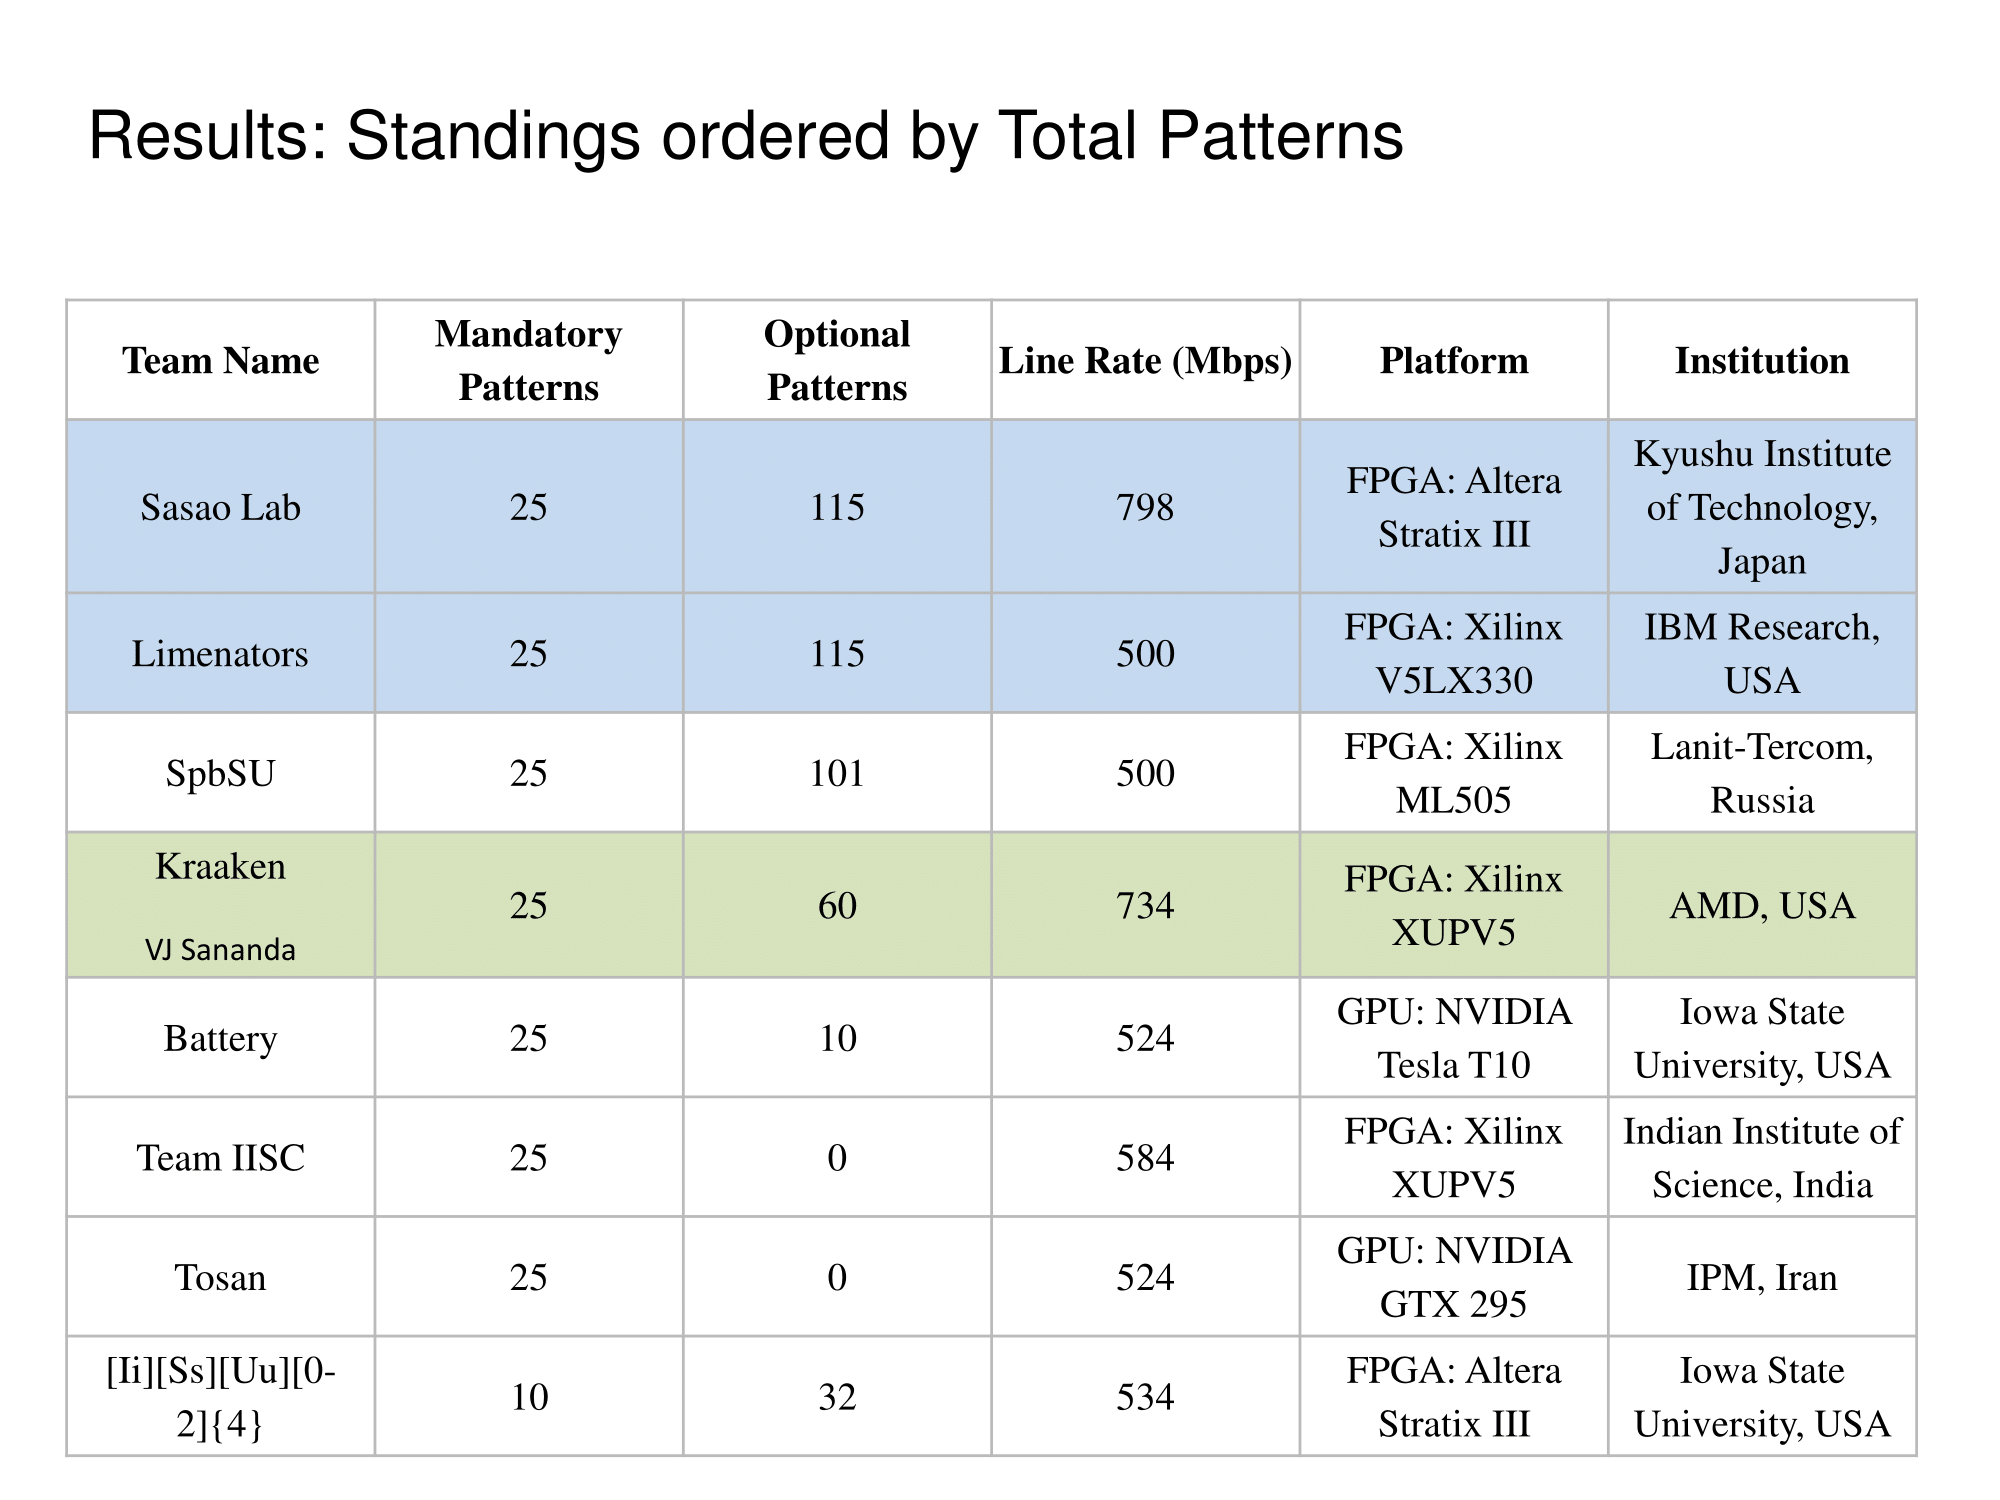 Results: Standings ordered by Total Patterns
Team Name
Mandatory
Patterns
Optional
Patterns
Line Rate (Mbps)
Platform
Institution
Sasao Lab
25
115
798
FPGA: Altera
Stratix III
Kyushu Institute
of Technology,
Japan
Limenators
25
115
500
FPGA: Xilinx
V5LX330
IBM Research,
USA
SpbSU
25
101
500
FPGA: Xilinx
ML505
Lanit-Tercom,
Russia
Kraaken
VJ Sananda
25
60
734
FPGA: Xilinx
XUPV5
AMD, USA
Battery
25
10
524
GPU: NVIDIA
Tesla T10
Iowa State
University, USA
Team IISC
25
0
584
FPGA: Xilinx
XUPV5
Indian Institute of
Science, India
Tosan
25
0
524
GPU: NVIDIA
GTX 295
IPM, Iran
[Ii][Ss][Uu][0-
2]{4}
10
32
534
FPGA: Altera
Stratix III
Iowa State
University, USA